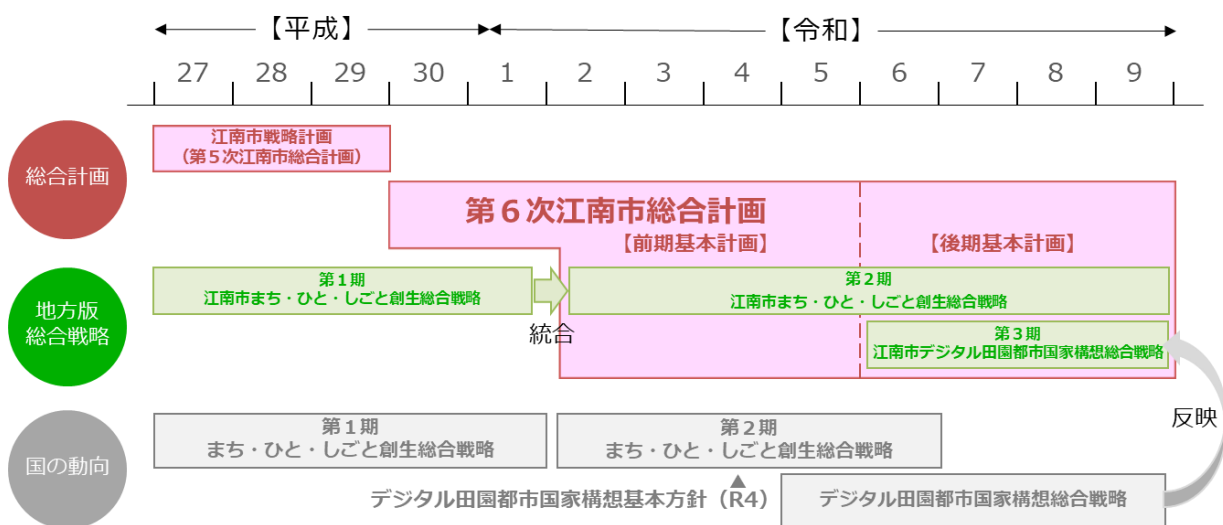 【平成】
【令和】
27 28 29 30 1 2 3 4 5 6 7 8 9
総合計画
江南市戦略計画
（第５次江南市総合計画）
第６次江南市総合計画
【前期基本計画】
【後期基本計画】
地方版
総合戦略
第１期
江南市まち・ひと・しごと創生総合戦略
統合
第２期
江南市まち・ひと・しごと創生総合戦略
第３期
江南市デジタル田園都市国家構想総合戦略
反映
国の動向
第１期
まち・ひと・しごと創生総合戦略
第２期
まち・ひと・しごと創生総合戦略
デジタル田園都市国家構想基本方針（R4）
デジタル田園都市国家構想総合戦略